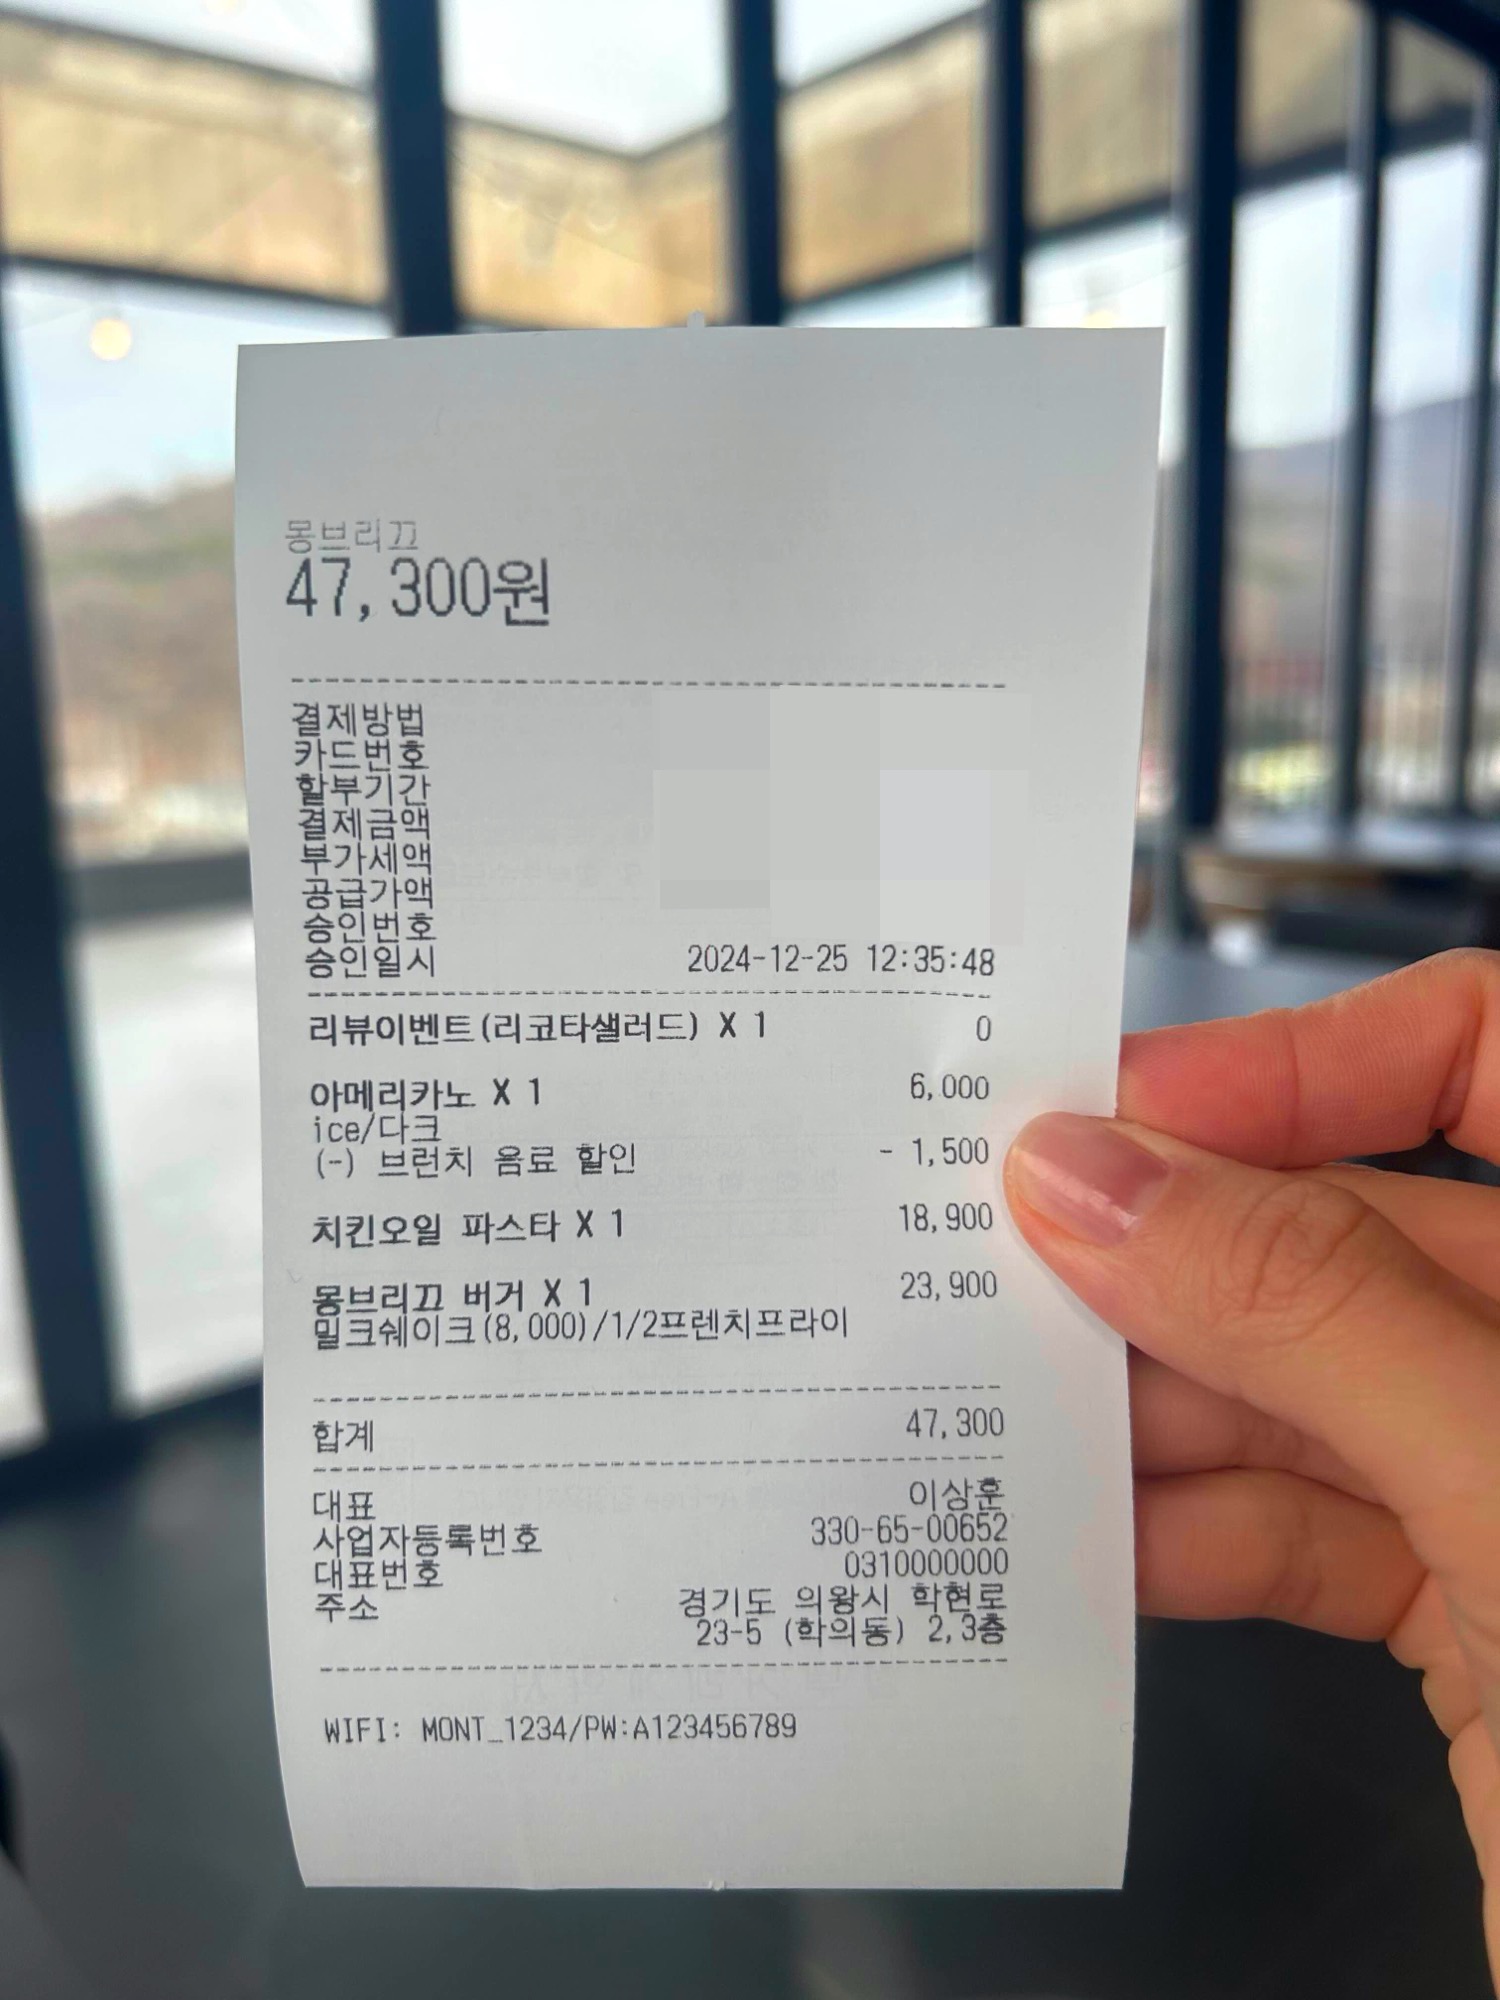 몽브리끄
47,300원
결제방법
카드번호
할부기간
결제금액
부가세액
공급가액
승인번호
승인일시 2024-12-25 12:35:48
리뷰이벤트(리코타샐러드) X 1 0
아메리카노 X 1 6,000
ice/다크
(-) 브런치 음료 할인 - 1,500
치킨오일 파스타 X 1 18,900
몽브리끄 버거 X 1 23,900
밀크쉐이크(8,000)/1/2프렌치프라이
합계 47,300
대표 이상훈
사업자등록번호 330-65-00652
대표번호 0310000000
주소 경기도 의왕시 학현로
23-5 (학의동) 2,3층
WIFI: MONT_1234/PW:A123456789